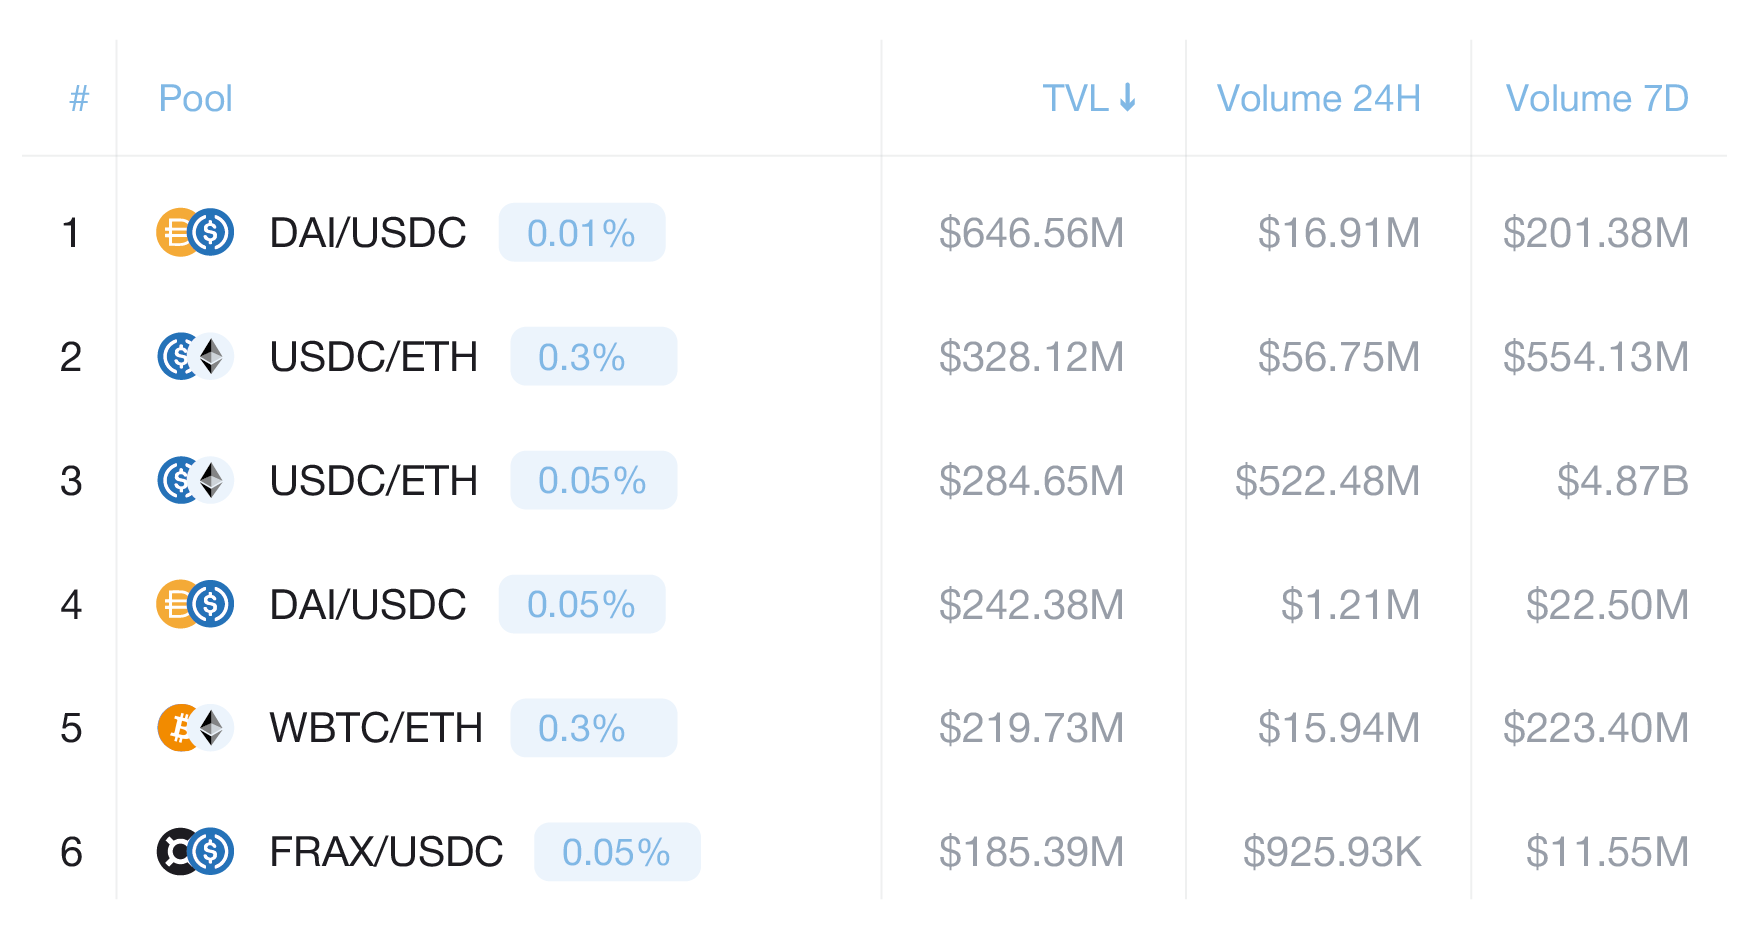 # Pool TVL ↓ Volume 24H Volume 7D
1 DAI/USDC 0.01% $646.56M $16.91M $201.38M
2 USDC/ETH 0.3% $328.12M $56.75M $554.13M
3 USDC/ETH 0.05% $284.65M $522.48M $4.87B
4 DAI/USDC 0.05% $242.38M $1.21M $22.50M
5 WBTC/ETH 0.3% $219.73M $15.94M $223.40M
6 FRAX/USDC 0.05% $185.39M $925.93K $11.55M